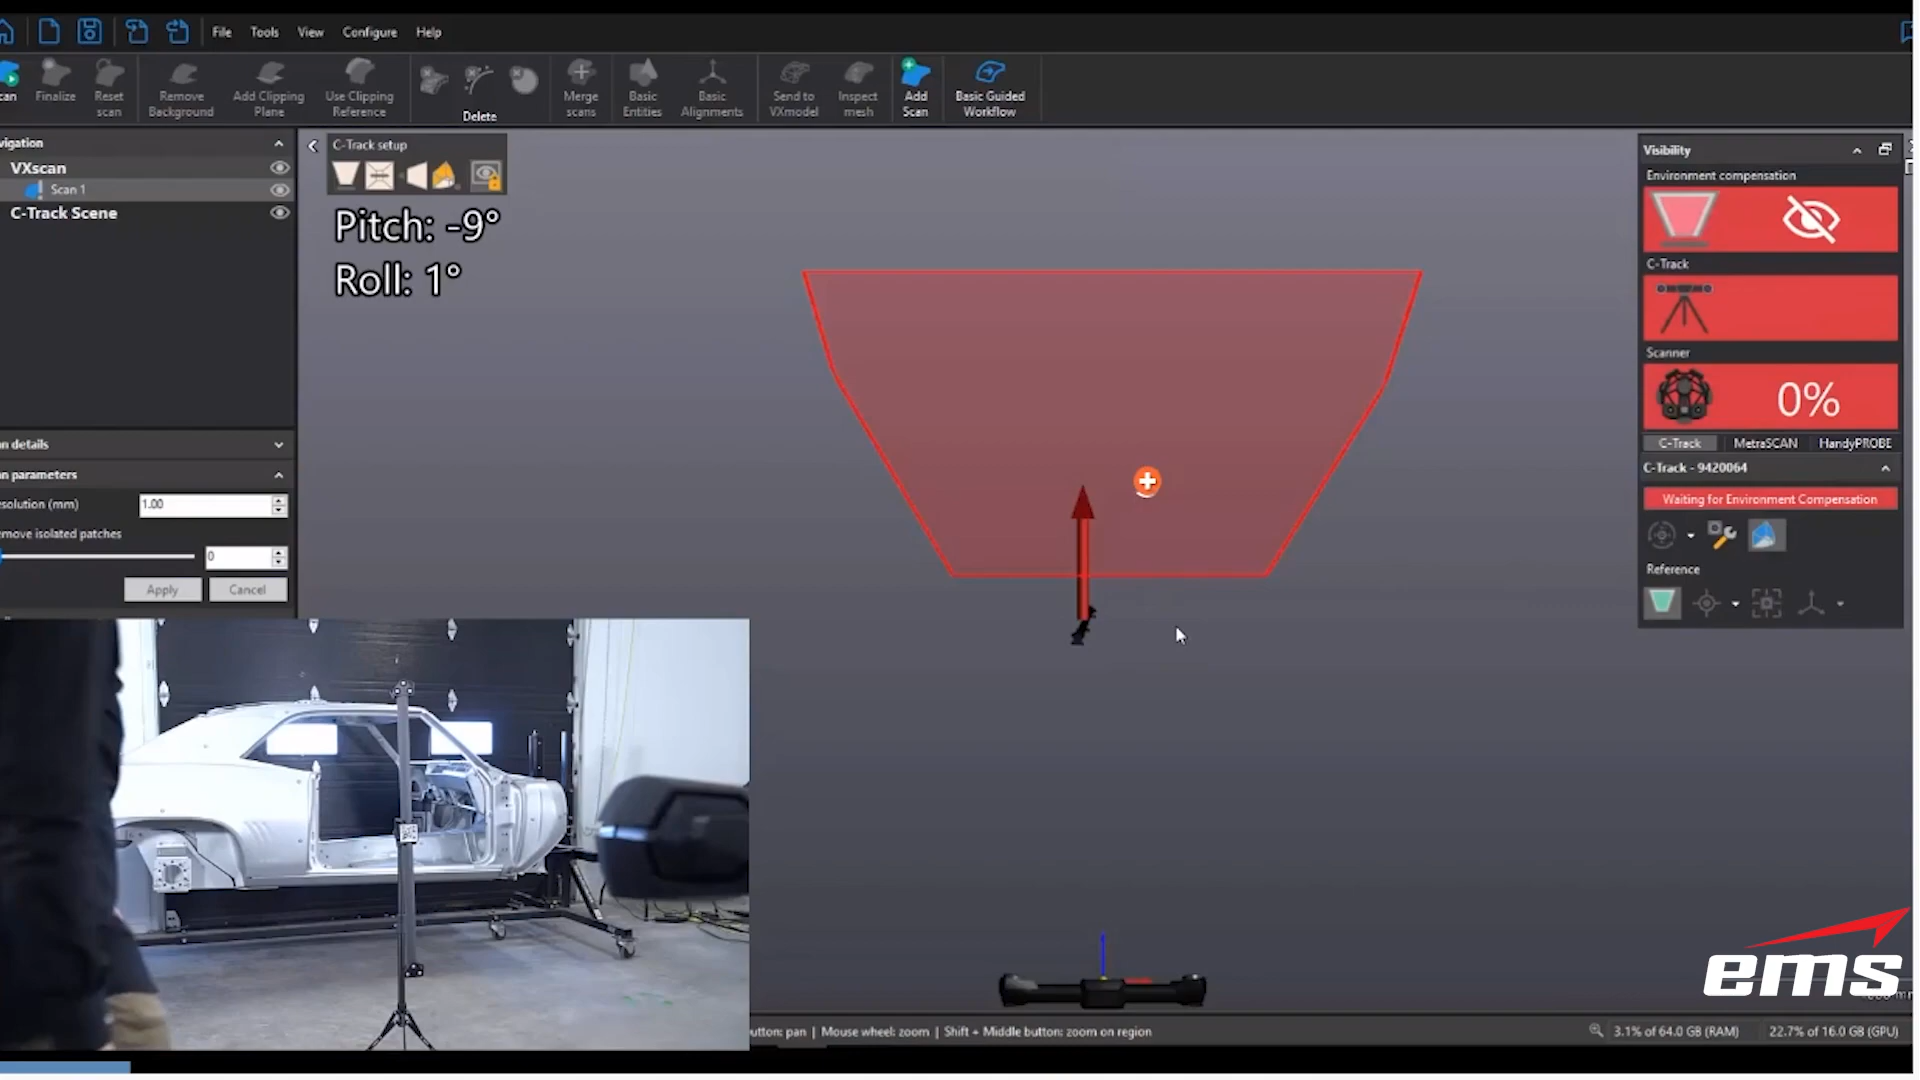 File Tools View Configure Help
can Finalize Reset scan Remove Background Add Clipping Plane Use Clipping Reference Delete Merge scans Basic Entities Basic Alignments Send to VXmodel Inspect mesh Add Scan Basic Guided Workflow
vigation
VXscan
Scan 1
C-Track Scene
n details
n parameters
solution (mm) 1.00
move isolated patches
0
Apply Cancel
C-Track setup
Pitch: -9°
Roll: 1°
Visibility
Environment compensation
C-Track
Scanner
0%
C-Track MetraSCAN HandyPROBE
C-Track - 9420064
Waiting for Environment Compensation
Reference
ems
utton: pan | Mouse wheel: zoom | Shift + Middle button: zoom on region
3.1% of 64.0 GB (RAM) 22.7% of 16.0 GB (GPU)